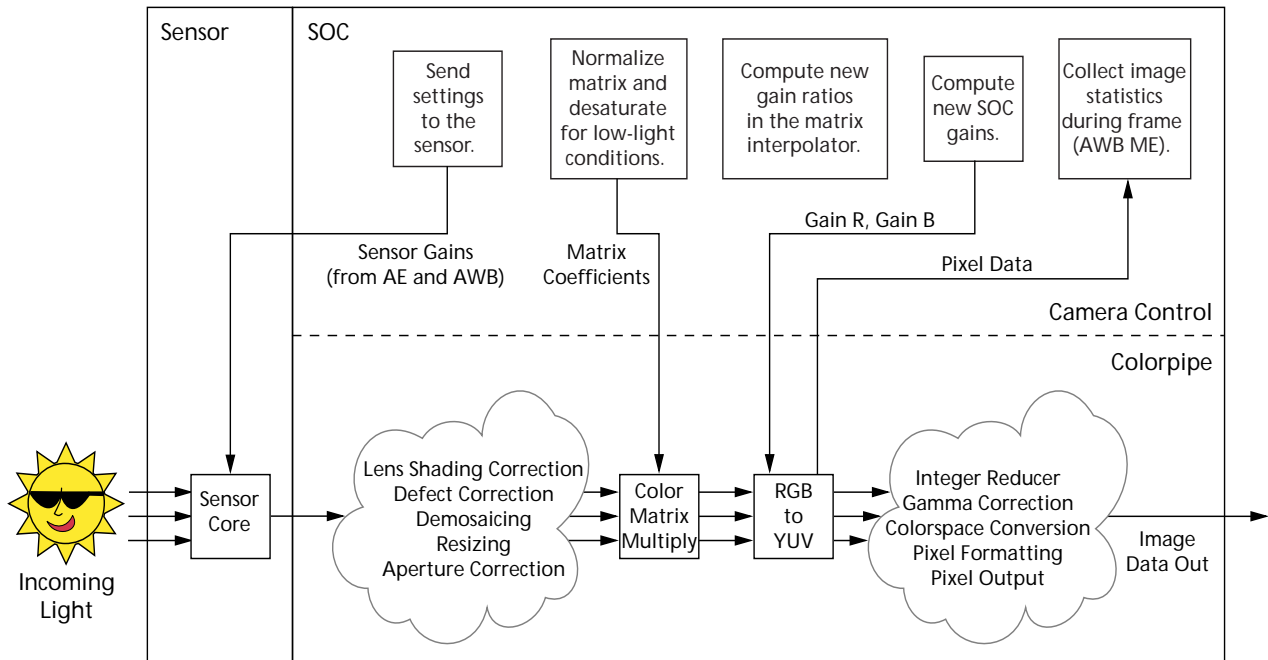 Sensor
SOC
Send
settings
to the
sensor.
Normalize
matrix and
desaturate
for low-light
conditions.
Compute new
gain ratios
in the matrix
interpolator.
Compute
new SOC
gains.
Collect image
statistics
during frame
(AWB ME).
Sensor Gains
(from AE and AWB)
Matrix
Coefficients
Gain R, Gain B
Pixel Data
Camera Control
Colorpipe
Incoming
Light
Sensor
Core
Lens Shading Correction
Defect Correction
Demosaicing
Resizing
Aperture Correction
Color
Matrix
Multiply
RGB
to
YUV
Integer Reducer
Gamma Correction
Colorspace Conversion
Pixel Formatting
Pixel Output
Image
Data Out